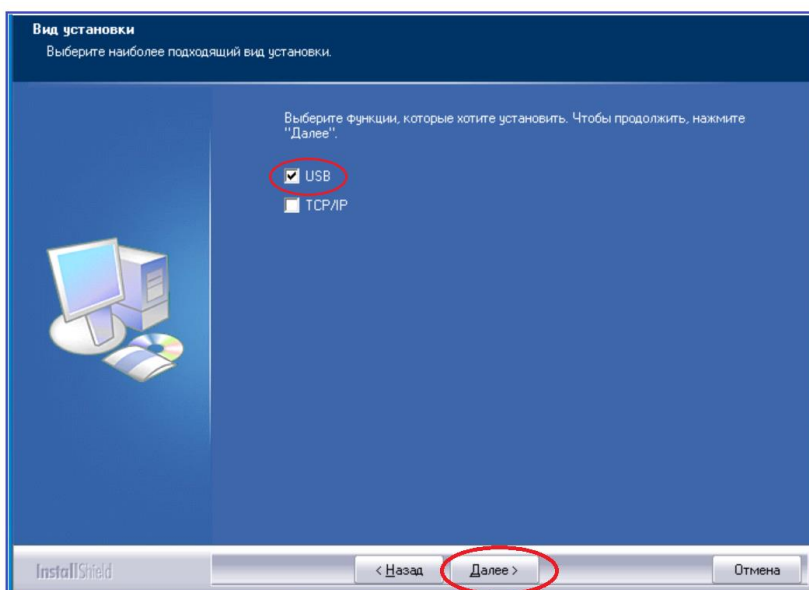 Вид установки
Выберите наиболее подходящий вид установки.
Выберите функции, которые хотите установить. Чтобы продолжить, нажмите
"Далее".
USB
TCP/IP
InstallShield
< Назад
Далее >
Отмена